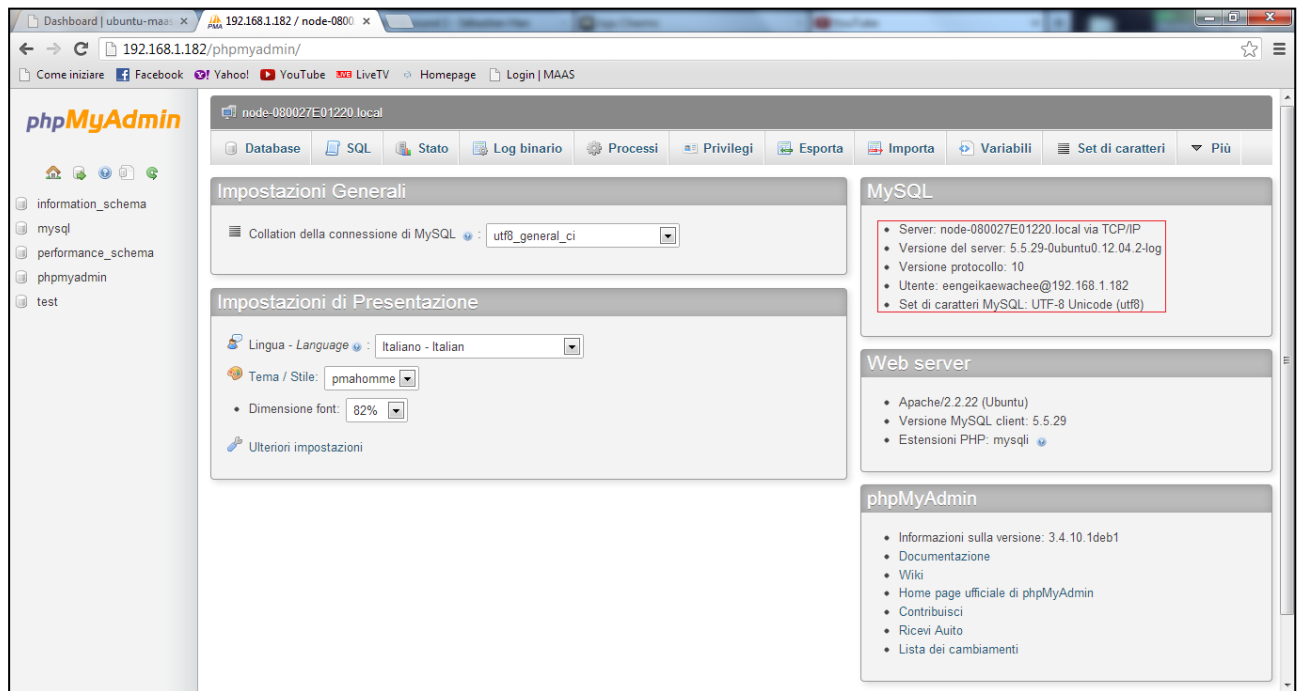 Dashboard | ubuntu-maas
192.168.1.182 / node-0800
192.168.1.182/phpmyadmin/
Come iniziare Facebook Yahoo! YouTube LiveTV Homepage Login | MAAS
phpMyAdmin
information_schema
mysql
performance_schema
phpmyadmin
test
node-080027E01220.local
Database SQL Stato Log binario Processi Privilegi Esporta Importa Variabili Set di caratteri Più
Impostazioni Generali
Collation della connessione di MySQL : utf8_general_ci
Impostazioni di Presentazione
Lingua - Language : Italiano - Italian
Tema / Stile: pmahomme
• Dimensione font: 82%
Ulteriori impostazioni
MySQL
• Server: node-080027E01220.local via TCP/IP
• Versione del server: 5.5.29-0ubuntu0.12.04.2-log
• Versione protocollo: 10
• Utente: eengeikaewachee@192.168.1.182
• Set di caratteri MySQL: UTF-8 Unicode (utf8)
Web server
• Apache/2.2.22 (Ubuntu)
• Versione MySQL client: 5.5.29
• Estensioni PHP: mysqli
phpMyAdmin
• Informazioni sulla versione: 3.4.10.1deb1
• Documentazione
• Wiki
• Home page ufficiale di phpMyAdmin
• Contribuisci
• Ricevi Auito
• Lista dei cambiamenti